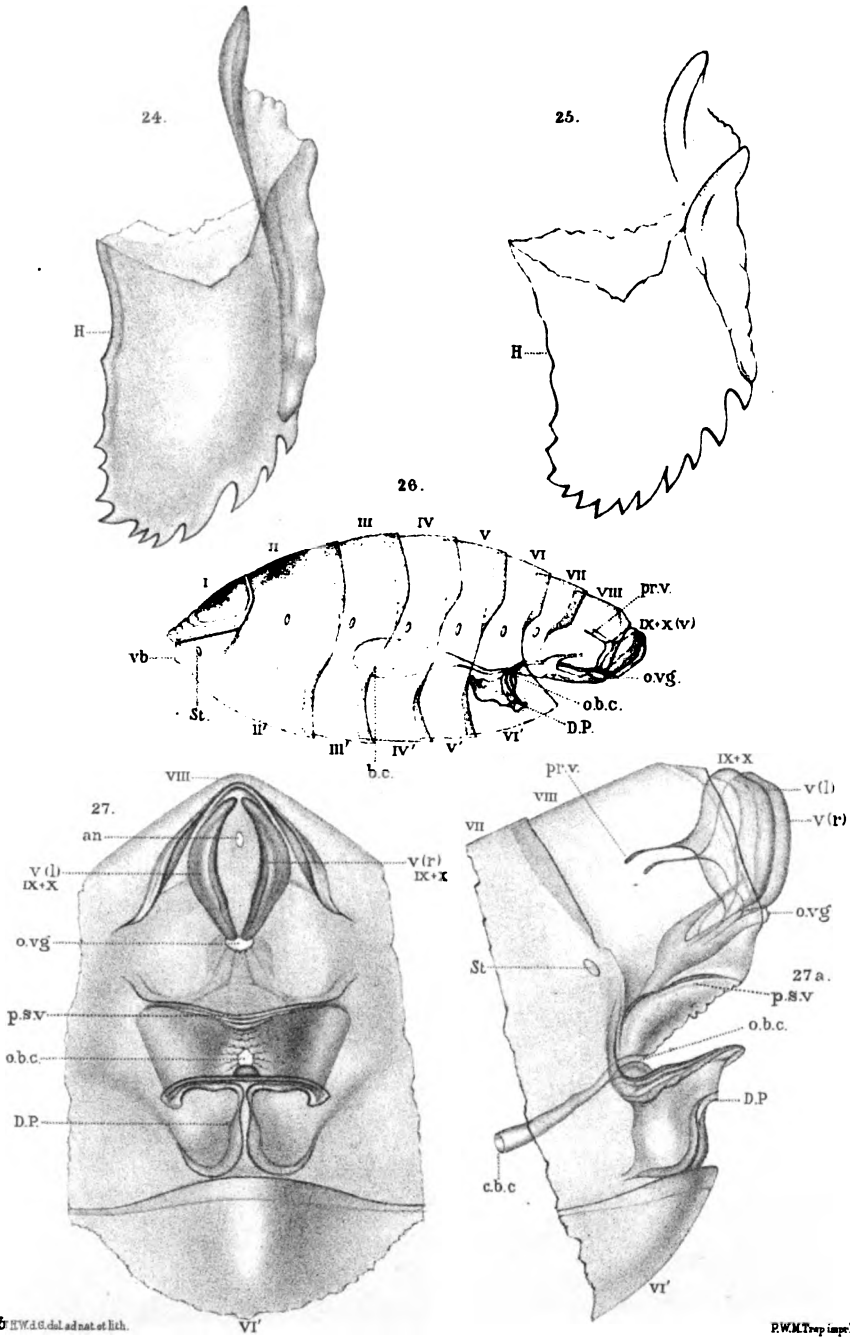 24.
25.
H
H
26.
I
II
III
IV
V
VI
VII
VIII
pr.v.
IX+X(v)
o.vg.
o.b.c.
D.P.
vb
St.
II'
III'
IV'
V'
VI'
b.c.
27.
VIII
an
v(l)
IX+X
v(r)
IX+X
o.vg
p.s.v
o.b.c.
D.P.
VI'
27a.
VII
VIII
pr.v.
IX+X
v(l)
v(r)
o.vg
St
p.s.v
o.b.c.
D.P
c.b.c
VI'
del. ad nat. et lith.
P.W.M.Trap impr.